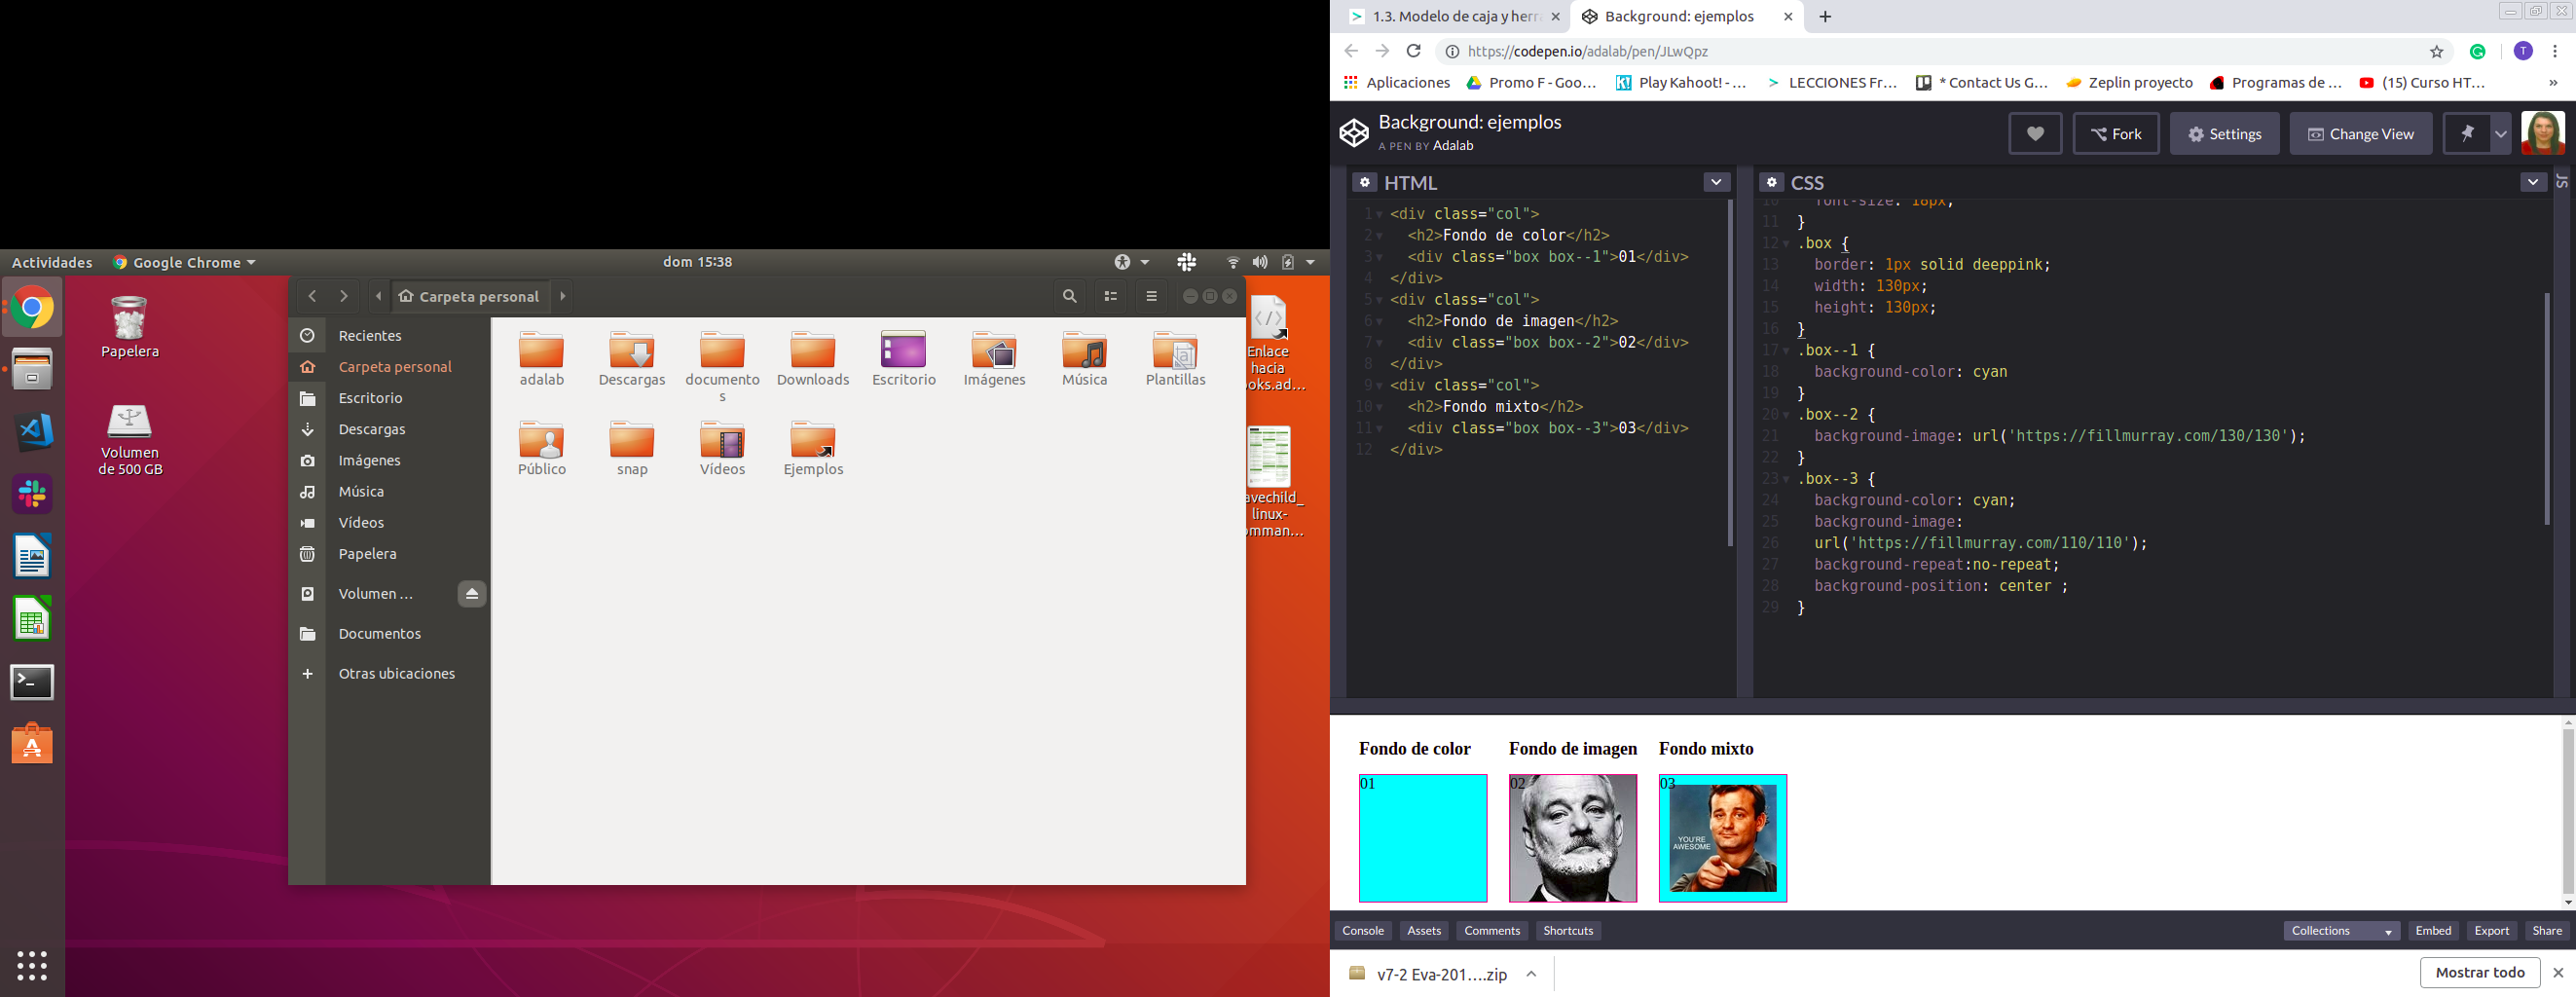 Actividades
Google Chrome
dom 15:38
Papelera
Volumen
de 500 GB
Carpeta personal
Recientes
Carpeta personal
Escritorio
Descargas
Imágenes
Música
Vídeos
Papelera
Volumen ...
Documentos
Otras ubicaciones
adalab
Descargas
documento
s
Downloads
Escritorio
Imágenes
Música
Plantillas
Público
snap
Vídeos
Ejemplos
Enlace
hacia
ooks.ad...
avechild_
linux-
omman...
1.3. Modelo de caja y herr
Background: ejemplos
https://codepen.io/adalab/pen/JLwQpz
T
Aplicaciones
Promo F - Goo...
Play Kahoot! - ...
LECCIONES Fr...
* Contact Us G...
Zeplin proyecto
Programas de ...
(15) Curso HT...
»
Background: ejemplos
A PEN BY Adalab
Fork
Settings
Change View
HTML
1 <div class="col">
2 <h2>Fondo de color</h2>
3 <div class="box box--1">01</div>
4 </div>
5 <div class="col">
6 <h2>Fondo de imagen</h2>
7 <div class="box box--2">02</div>
8 </div>
9 <div class="col">
10 <h2>Fondo mixto</h2>
11 <div class="box box--3">03</div>
12 </div>
CSS
JS
10 font-size: 18px;
11 }
12 .box {
13 border: 1px solid deeppink;
14 width: 130px;
15 height: 130px;
16 }
17 .box--1 {
18 background-color: cyan
19 }
20 .box--2 {
21 background-image: url('https://fillmurray.com/130/130');
22 }
23 .box--3 {
24 background-color: cyan;
25 background-image:
26 url('https://fillmurray.com/110/110');
27 background-repeat:no-repeat;
28 background-position: center ;
29 }
Fondo de color
Fondo de imagen
Fondo mixto
01
02
03
YOU'RE
AWESOME
Console
Assets
Comments
Shortcuts
Collections
Embed
Export
Share
v7-2 Eva-201....zip
Mostrar todo